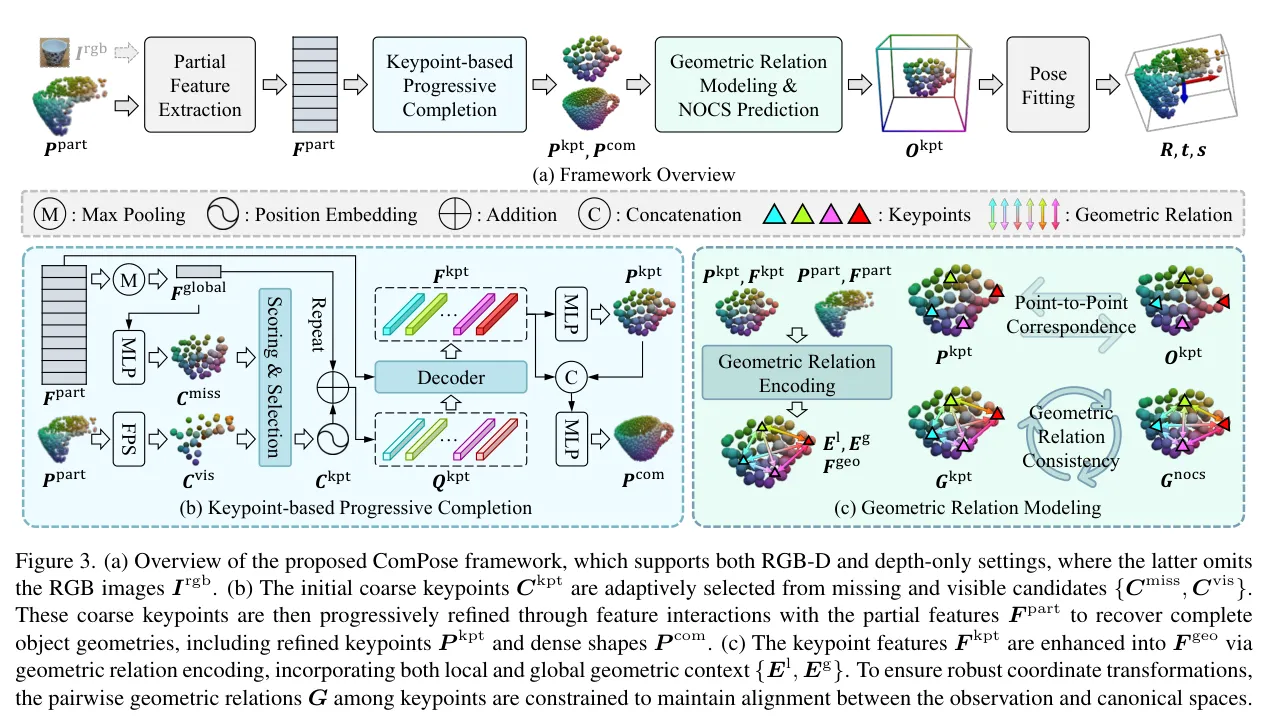 I^rgb
Partial
Feature
Extraction
Keypoint-based
Progressive
Completion
Geometric Relation
Modeling &
NOCS Prediction
Pose
Fitting
P^part
F^part
P^kpt, P^com
O^kpt
R, t, s
(a) Framework Overview
M : Max Pooling
: Position Embedding
: Addition
C : Concatenation
: Keypoints
: Geometric Relation
M
F^global
MLP
C^miss
F^part
P^part
FPS
C^vis
Scoring & Selection
Repeat
C^kpt
F^kpt
...
Decoder
...
Q^kpt
MLP
P^kpt
C
MLP
P^com
(b) Keypoint-based Progressive Completion
P^kpt, F^kpt
P^part, F^part
Geometric Relation
Encoding
E^l, E^g
F^geo
Point-to-Point
Correspondence
P^kpt
O^kpt
Geometric
Relation
Consistency
G^kpt
G^nocs
(c) Geometric Relation Modeling
Figure 3. (a) Overview of the proposed ComPose framework, which supports both RGB-D and depth-only settings, where the latter omits
the RGB images I^rgb. (b) The initial coarse keypoints C^kpt are adaptively selected from missing and visible candidates {C^miss, C^vis}.
These coarse keypoints are then progressively refined through feature interactions with the partial features F^part to recover complete
object geometries, including refined keypoints P^kpt and dense shapes P^com. (c) The keypoint features F^kpt are enhanced into F^geo via
geometric relation encoding, incorporating both local and global geometric context {E^l, E^g}. To ensure robust coordinate transformations,
the pairwise geometric relations G among keypoints are constrained to maintain alignment between the observation and canonical spaces.